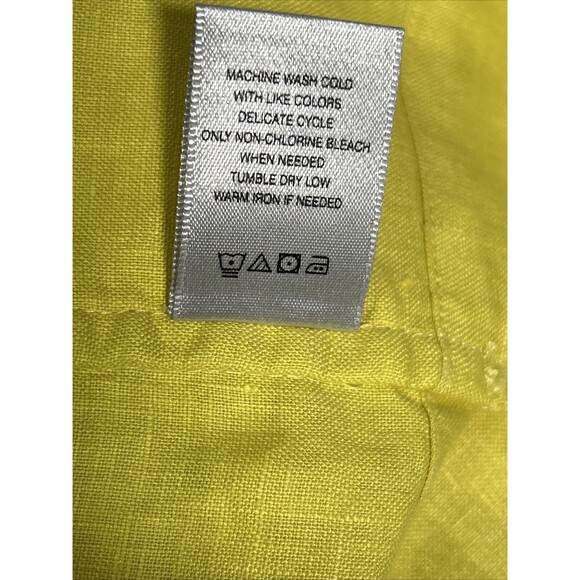 MACHINE WASH COLD
WITH LIKE COLORS
DELICATE CYCLE
ONLY NON-CHLORINE BLEACH
WHEN NEEDED
TUMBLE DRY LOW
WARM IRON IF NEEDED